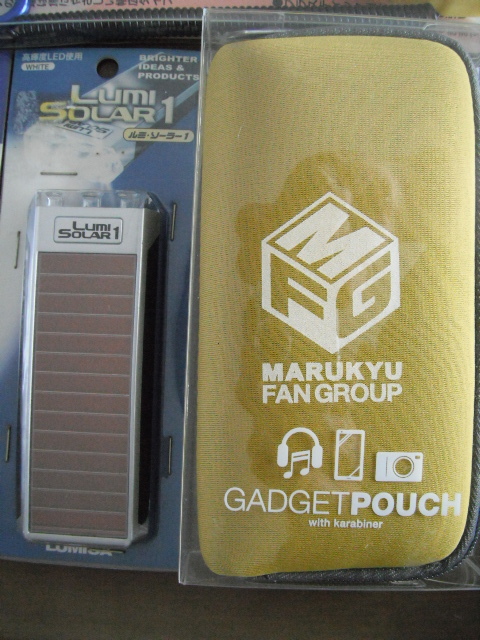 高輝度LED使用
WHITE
BRIGHTER
IDEAS &
PRODUCTS
LUMI
SOLAR 1
ルミ・ソーラー1
LUMI
SOLAR 1
LUMICA
MFG
MARUKYU
FAN GROUP
GADGETPOUCH
with karabiner